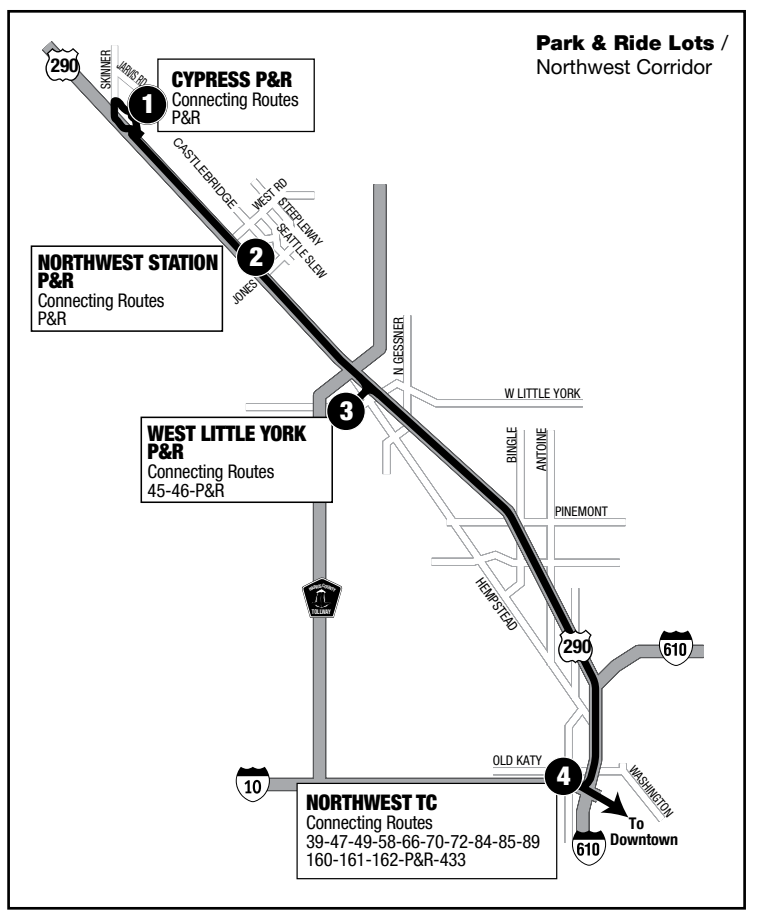 Park & Ride Lots /
Northwest Corridor
290
SKINNER
JARVIS RD
1
CYPRESS P&R
Connecting Routes
P&R
CASTLEBRIDGE
WEST RD
STEEPLEWAY
SEATTLE SLEW
2
JONES
NORTHWEST STATION
P&R
Connecting Routes
P&R
N GESSNER
W LITTLE YORK
3
WEST LITTLE YORK
P&R
Connecting Routes
45-46-P&R
BINGLE
ANTOINE
PINEMONT
HEMPSTEAD
HARRIS COUNTY
TOLLWAY
290
610
OLD KATY
4
WASHINGTON
10
NORTHWEST TC
Connecting Routes
39-47-49-58-66-70-72-84-85-89
160-161-162-P&R-433
To
Downtown
610